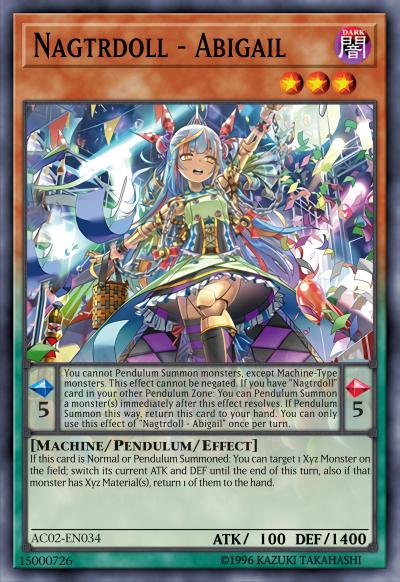 NAGTRDOLL - ABIGAIL
DARK
闇
You cannot Pendulum Summon monsters, except Machine-Type
monsters. This effect cannot be negated. If you have "Nagtrdoll"
card in your other Pendulum Zone: You can Pendulum Summon
a monster(s) immediately after this effect resolves. If Pendulum
Summon this way, return this card to your hand. You can only
use this effect of "Nagtrdoll - Abigail" once per turn.
5
5
[MACHINE/PENDULUM/EFFECT]
If this card is Normal or Pendulum Summoned: You can target 1 Xyz Monster on
the field; switch its current ATK and DEF until the end of this turn, also if that
monster has Xyz Material(s), return 1 of them to the hand.
AC02-EN034
ATK/ 100 DEF/1400
15000726
©1996 KAZUKI TAKAHASHI